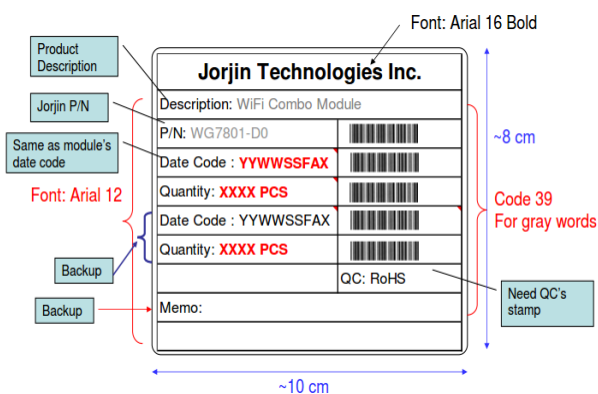 Font: Arial 16 Bold
Product
Description
Jorjin Technologies Inc.
Description: WiFi Combo Module
Jorjin P/N
P/N: WG7801-D0
~8 cm
Same as module's
date code
Date Code : YYWWSSFAX
Font: Arial 12
Quantity: XXXX PCS
Code 39
For gray words
Date Code : YYWWSSFAX
Quantity: XXXX PCS
Backup
QC: RoHS
Need QC's
stamp
Backup
Memo:
~10 cm